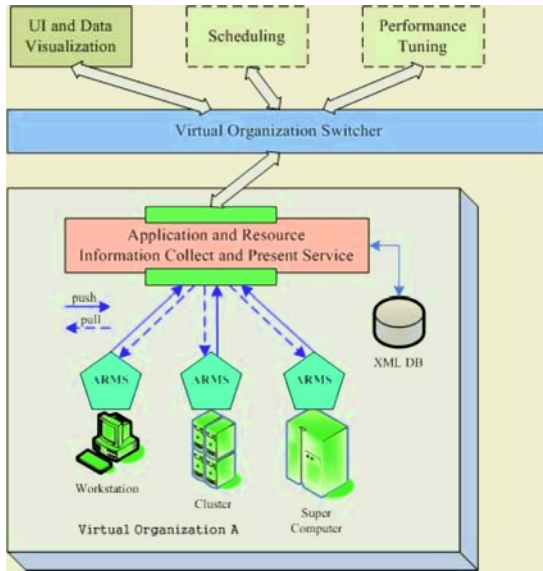 UI and Data
Visualization
Scheduling
Performance
Tuning
Virtual Organization Switcher
Application and Resource
Information Collect and Present Service
push
pull
XML DB
ARMS
ARMS
ARMS
Workstation
Cluster
Super
Computer
Virtual Organization A